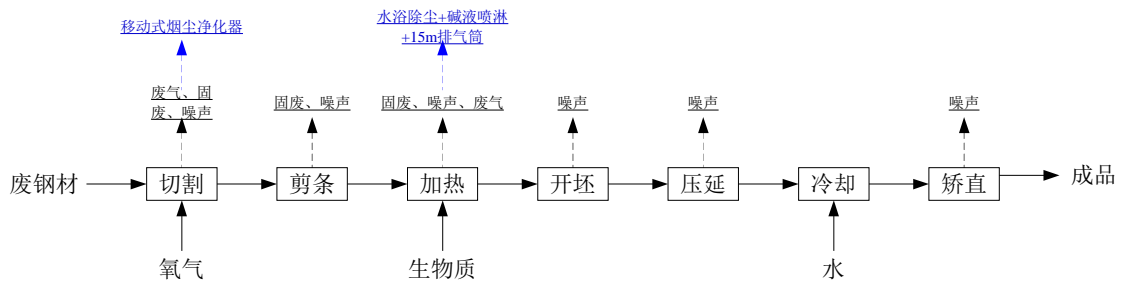 移动式烟尘净化器
水浴除尘+碱液喷淋
+15m排气筒
废气、固
废、噪声
固废、噪声
固废、噪声、废气
噪声
噪声
噪声
废钢材
切割
剪条
加热
开坯
压延
冷却
矫直
成品
氧气
生物质
水